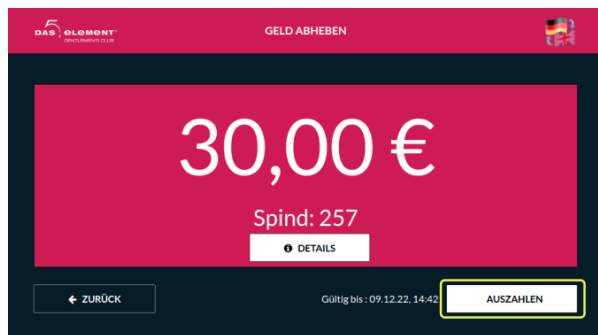 DAS 5. element
GENTLEMEN'S CLUB
GELD ABHEBEN
30,00 €
Spind: 257
DETAILS
ZURÜCK
Gültig bis : 09.12.22, 14:42
AUSZAHLEN